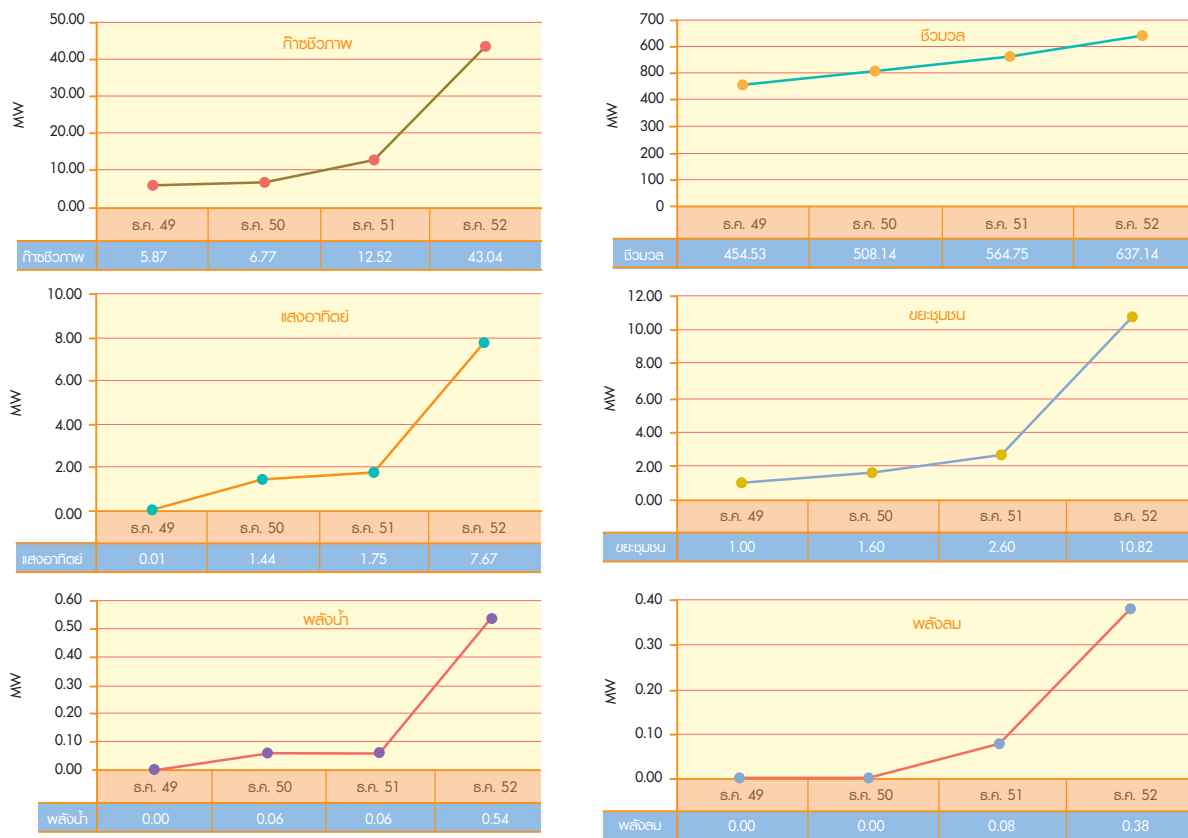 ก๊าซชีวภาพ
MW
50.00
40.00
30.00
20.00
10.00
0.00
ธ.ค. 49 ธ.ค. 50 ธ.ค. 51 ธ.ค. 52
ก๊าซชีวภาพ 5.87 6.77 12.52 43.04
ชีวมวล
MW
700
600
800
400
300
200
100
0
ธ.ค. 49 ธ.ค. 50 ธ.ค. 51 ธ.ค. 52
ชีวมวล 454.53 508.14 564.75 637.14
แสงอาทิตย์
MW
10.00
8.00
6.00
4.00
2.00
0.00
ธ.ค. 49 ธ.ค. 50 ธ.ค. 51 ธ.ค. 52
แสงอาทิตย์ 0.01 1.44 1.75 7.67
ขยะชุมชน
MW
12.00
10.00
8.00
6.00
4.00
2.00
0.00
ธ.ค. 49 ธ.ค. 50 ธ.ค. 51 ธ.ค. 52
ขยะชุมชน 1.00 1.60 2.60 10.82
พลังน้ำ
MW
0.60
0.50
0.40
0.30
0.20
0.10
0.00
ธ.ค. 49 ธ.ค. 50 ธ.ค. 51 ธ.ค. 52
พลังน้ำ 0.00 0.06 0.06 0.54
พลังลม
MW
0.40
0.30
0.20
0.10
0.00
ธ.ค. 49 ธ.ค. 50 ธ.ค. 51 ธ.ค. 52
พลังลม 0.00 0.00 0.08 0.38